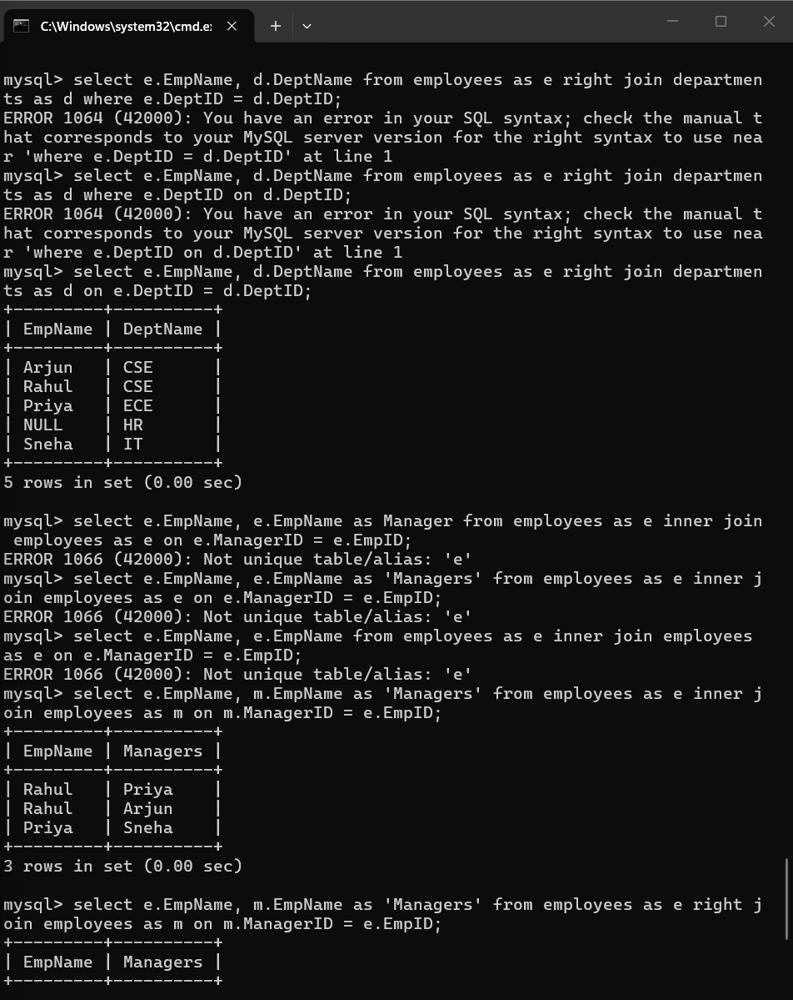 C:\Windows\system32\cmd.e:
mysql> select e.EmpName, d.DeptName from employees as e right join departmen
ts as d where e.DeptID = d.DeptID;
ERROR 1064 (42000): You have an error in your SQL syntax; check the manual t
hat corresponds to your MySQL server version for the right syntax to use nea
r 'where e.DeptID = d.DeptID' at line 1
mysql> select e.EmpName, d.DeptName from employees as e right join departmen
ts as d where e.DeptID on d.DeptID;
ERROR 1064 (42000): You have an error in your SQL syntax; check the manual t
hat corresponds to your MySQL server version for the right syntax to use nea
r 'where e.DeptID on d.DeptID' at line 1
mysql> select e.EmpName, d.DeptName from employees as e right join departmen
ts as d on e.DeptID = d.DeptID;
+---------+----------+
| EmpName | DeptName |
+---------+----------+
| Arjun   | CSE      |
| Rahul   | CSE      |
| Priya   | ECE      |
| NULL    | HR       |
| Sneha   | IT       |
+---------+----------+
5 rows in set (0.00 sec)
mysql> select e.EmpName, e.EmpName as Manager from employees as e inner join
 employees as e on e.ManagerID = e.EmpID;
ERROR 1066 (42000): Not unique table/alias: 'e'
mysql> select e.EmpName, e.EmpName as 'Managers' from employees as e inner j
oin employees as e on e.ManagerID = e.EmpID;
ERROR 1066 (42000): Not unique table/alias: 'e'
mysql> select e.EmpName, e.EmpName from employees as e inner join employees
as e on e.ManagerID = e.EmpID;
ERROR 1066 (42000): Not unique table/alias: 'e'
mysql> select e.EmpName, m.EmpName as 'Managers' from employees as e inner j
oin employees as m on m.ManagerID = e.EmpID;
+---------+----------+
| EmpName | Managers |
+---------+----------+
| Rahul   | Priya    |
| Rahul   | Arjun    |
| Priya   | Sneha    |
+---------+----------+
3 rows in set (0.00 sec)
mysql> select e.EmpName, m.EmpName as 'Managers' from employees as e right j
oin employees as m on m.ManagerID = e.EmpID;
+---------+----------+
| EmpName | Managers |
+---------+----------+